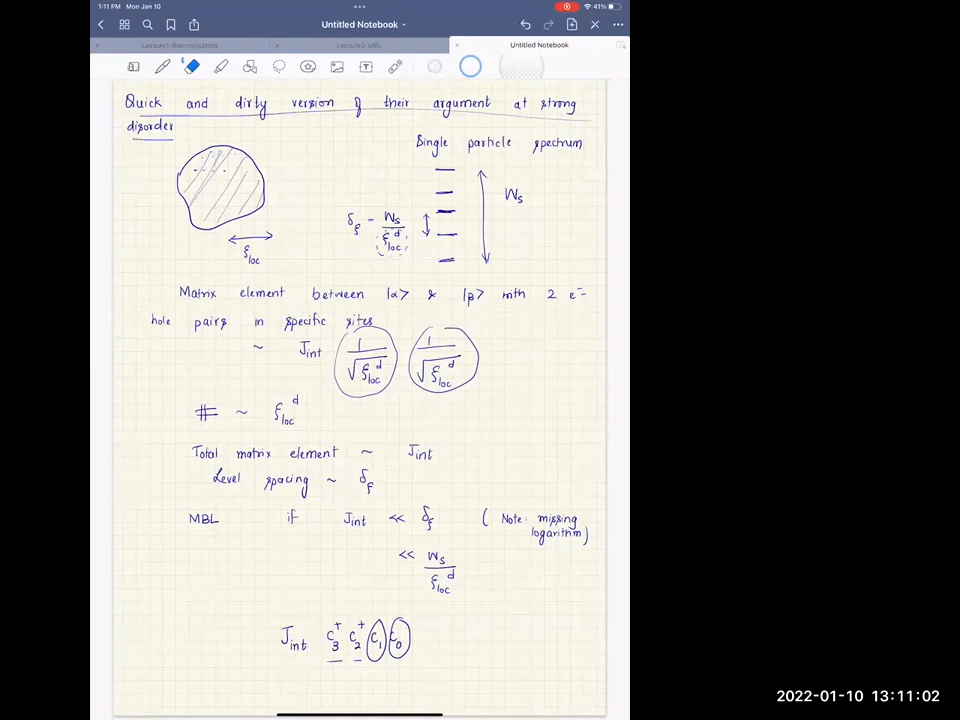 1:11 PM Mon Jan 10
41%
Untitled Notebook
Lecture1 Thermalization
Lecture2-MBL
Untitled Notebook
Quick and dirty version of their argument at strong
disorder
Single particle spectrum
W_s
δ_ξ - W_s / ξ_loc^d
ξ_loc
Matrix element between |α> & |β> with 2 e-
hole pairs in specific sites
~ J_int 1/√ξ_loc^d 1/√ξ_loc^d
# ~ ξ_loc^d
Total matrix element ~ J_int
Level spacing ~ δ_ξ
MBL if J_int << δ_ξ (Note: missing
logarithm)
<< W_s / ξ_loc^d
J_int c_3^+ c_2^+ c_1 c_0
2022-01-10 13:11:02